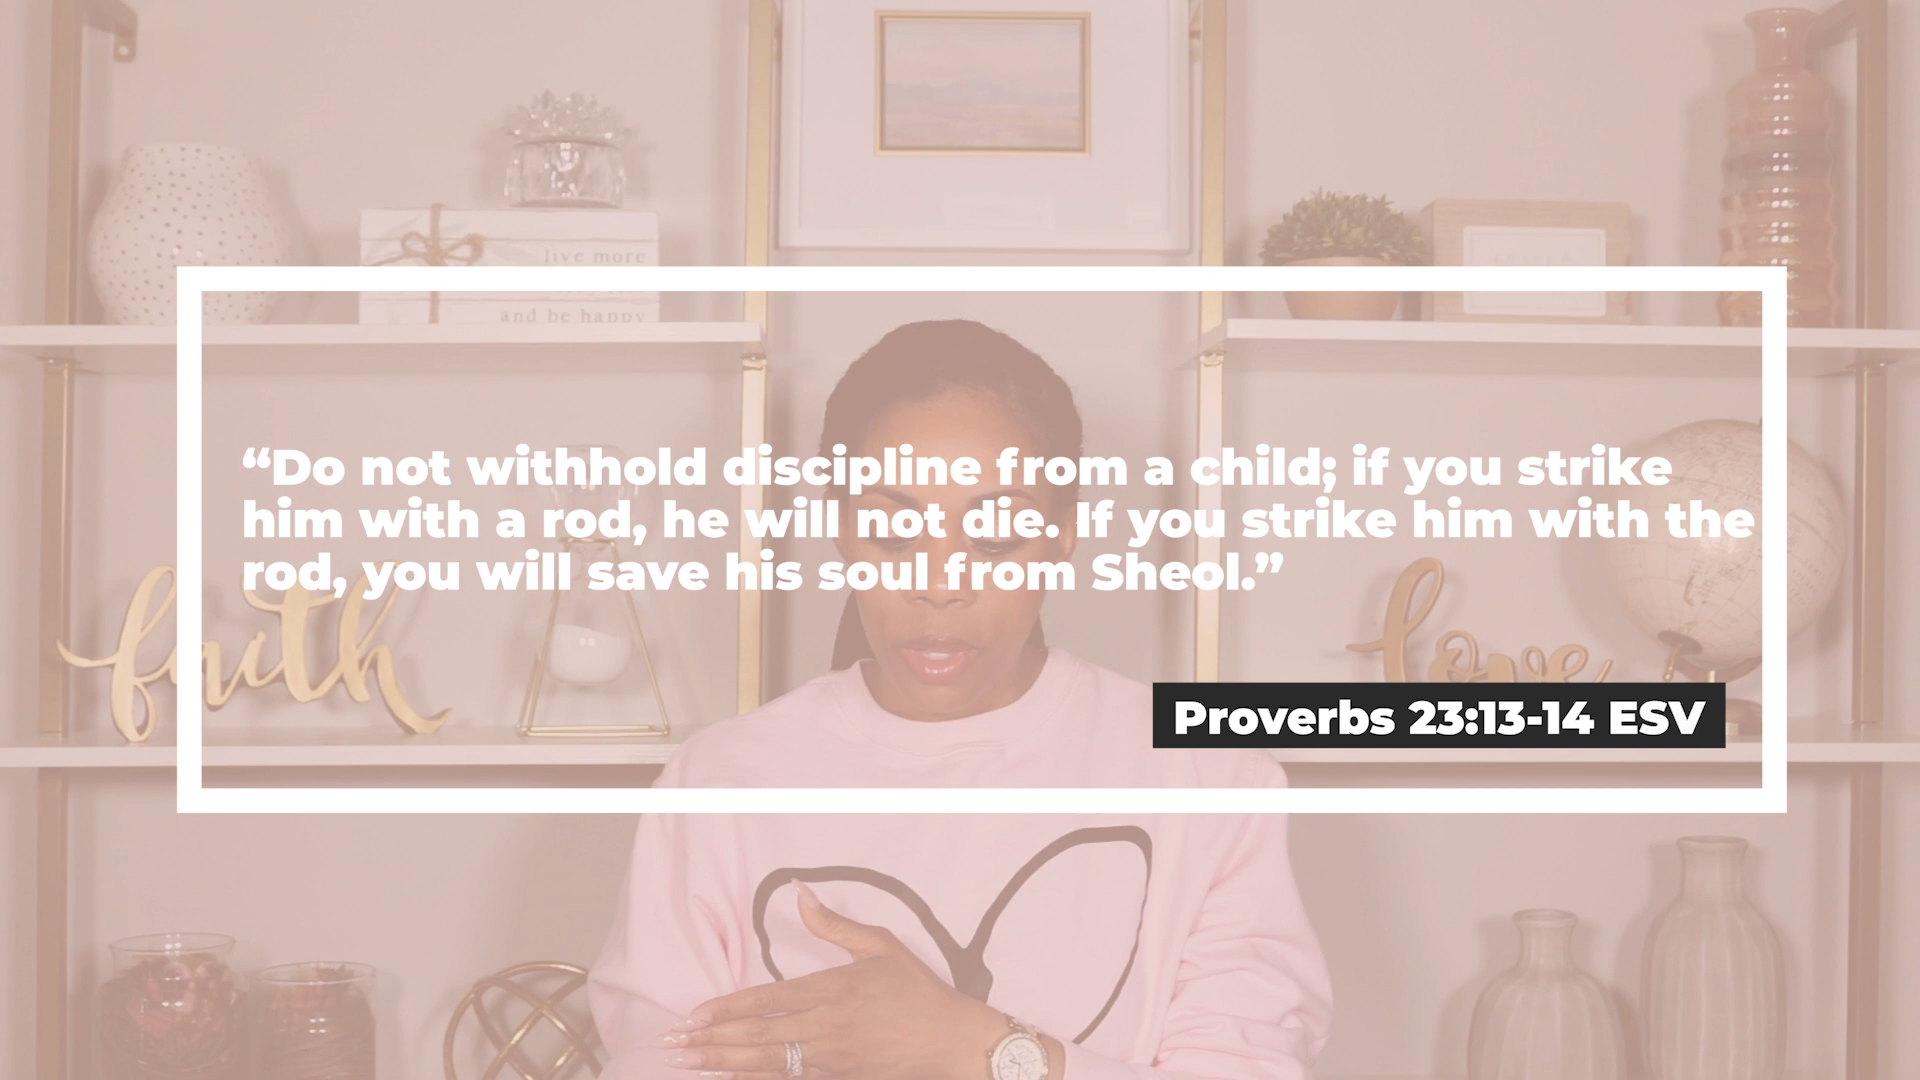 live more
and be happy
“Do not withhold discipline from a child; if you strike
him with a rod, he will not die. If you strike him with the
rod, you will save his soul from Sheol.”
faith
love
Proverbs 23:13-14 ESV